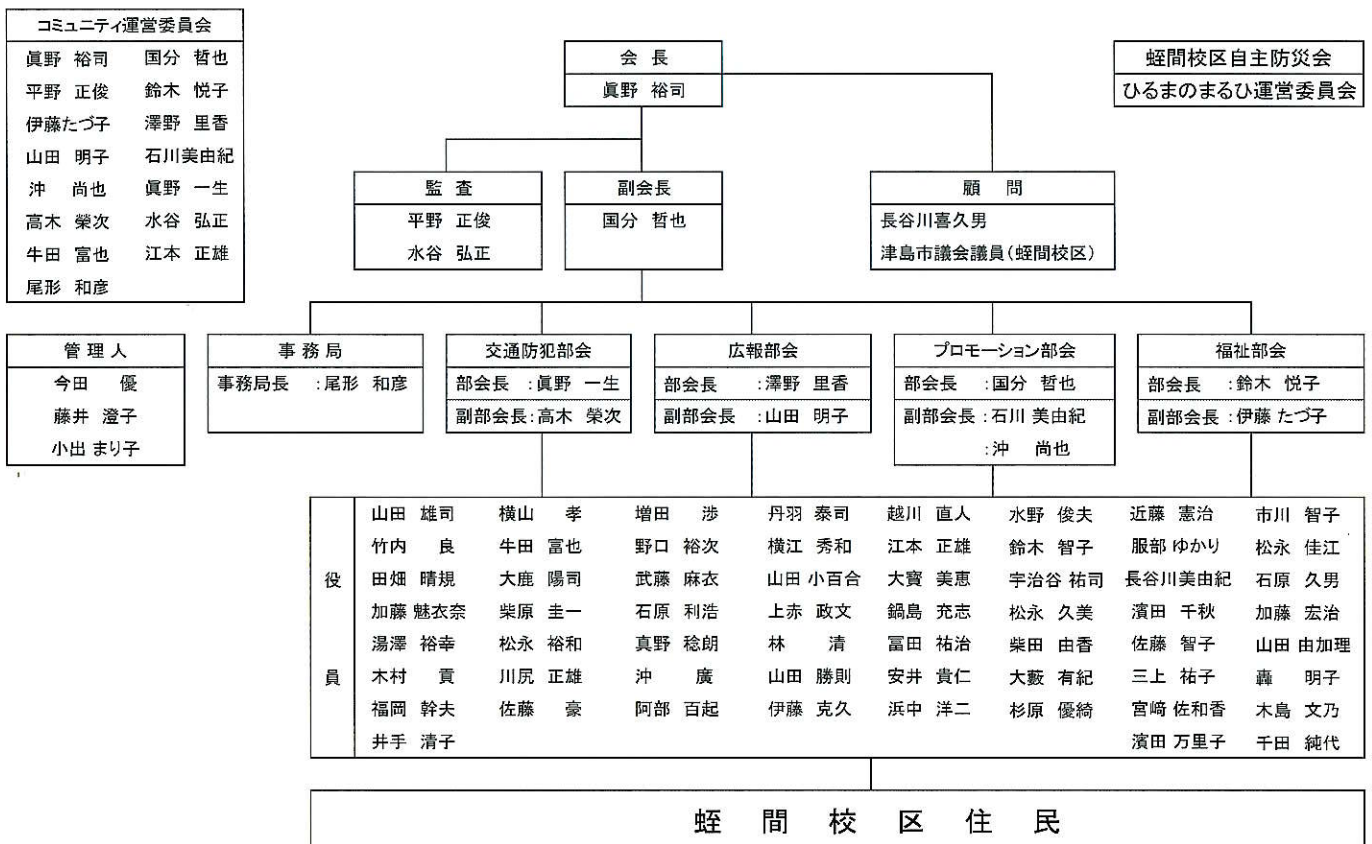 コミュニティ運営委員会
眞野 裕司 国分 哲也
平野 正俊 鈴木 悦子
伊藤たづ子 澤野 里香
山田 明子 石川美由紀
沖 尚也 眞野 一生
高木 榮次 水谷 弘正
牛田 富也 江本 正雄
尾形 和彦
会長
眞野 裕司
蛭間校区自主防災会
ひるまのまるひ運営委員会
監査
平野 正俊
水谷 弘正
副会長
国分 哲也
顧問
長谷川喜久男
津島市議会議員(蛭間校区)
管理人
今田 優
藤井 澄子
小出 まり子
事務局
事務局長 :尾形 和彦
交通防犯部会
部会長 :眞野 一生
副部会長:高木 榮次
広報部会
部会長 :澤野 里香
副部会長 :山田 明子
プロモーション部会
部会長 :国分 哲也
副部会長 :石川 美由紀
:沖 尚也
福祉部会
部会長 :鈴木 悦子
副部会長 :伊藤 たづ子
役員
山田 雄司 横山 孝 増田 渉 丹羽 泰司 越川 直人 水野 俊夫 近藤 憲治 市川 智子
竹内 良 牛田 富也 野口 裕次 横江 秀和 江本 正雄 鈴木 智子 服部 ゆかり 松永 佳江
田畑 晴規 大鹿 陽司 武藤 麻衣 山田 小百合 大寳 美恵 宇治谷 祐司 長谷川美由紀 石原 久男
加藤 魅衣奈 柴原 圭一 石原 利浩 上赤 政文 鍋島 充志 松永 久美 濱田 千秋 加藤 宏治
湯澤 裕幸 松永 裕和 真野 稔朗 林 清 冨田 祐治 柴田 由香 佐藤 智子 山田 由加理
木村 貢 川尻 正雄 沖 廣 山田 勝則 安井 貴仁 大藪 有紀 三上 祐子 轟 明子
福岡 幹夫 佐藤 豪 阿部 百起 伊藤 克久 浜中 洋二 杉原 優綺 宮﨑 佐和香 木島 文乃
井手 清子 濱田 万里子 千田 純代
蛭間校区住民